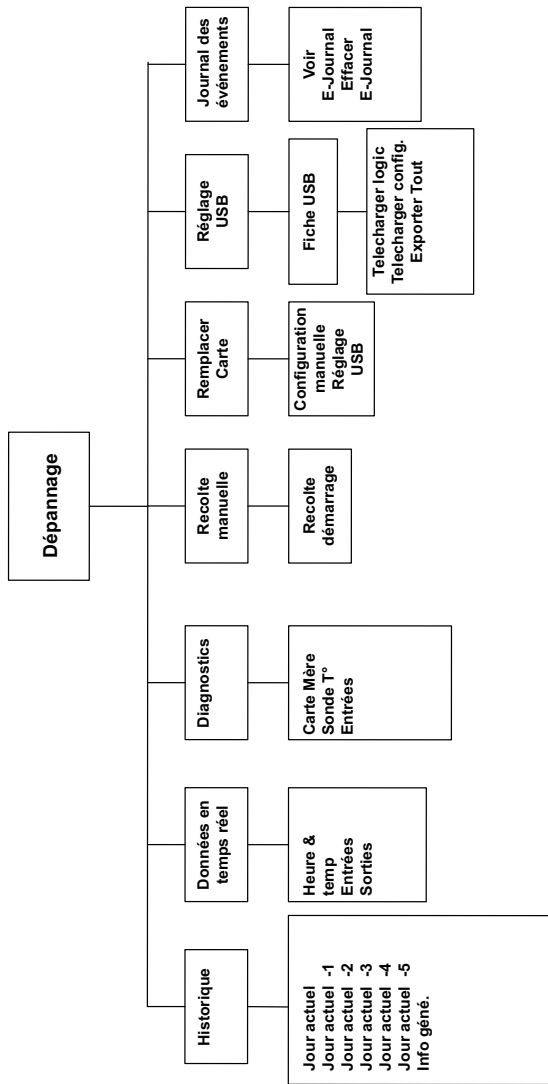 Dépannage
Historique
Jour actuel
Jour actuel -1
Jour actuel -2
Jour actuel -3
Jour actuel -4
Jour actuel -5
Info géné.
Données en
temps réel
Heure &
temp
Entrées
Sorties
Diagnostics
Carte Mère
Sonde T°
Entrées
Recolte
manuelle
Recolte
démarrage
Remplacer
Carte
Configuration
manuelle
Réglage
USB
Réglage
USB
Fiche USB
Telecharger logic
Telecharger config.
Exporter Tout
Journal des
événements
Voir
E-Journal
Effacer
E-Journal